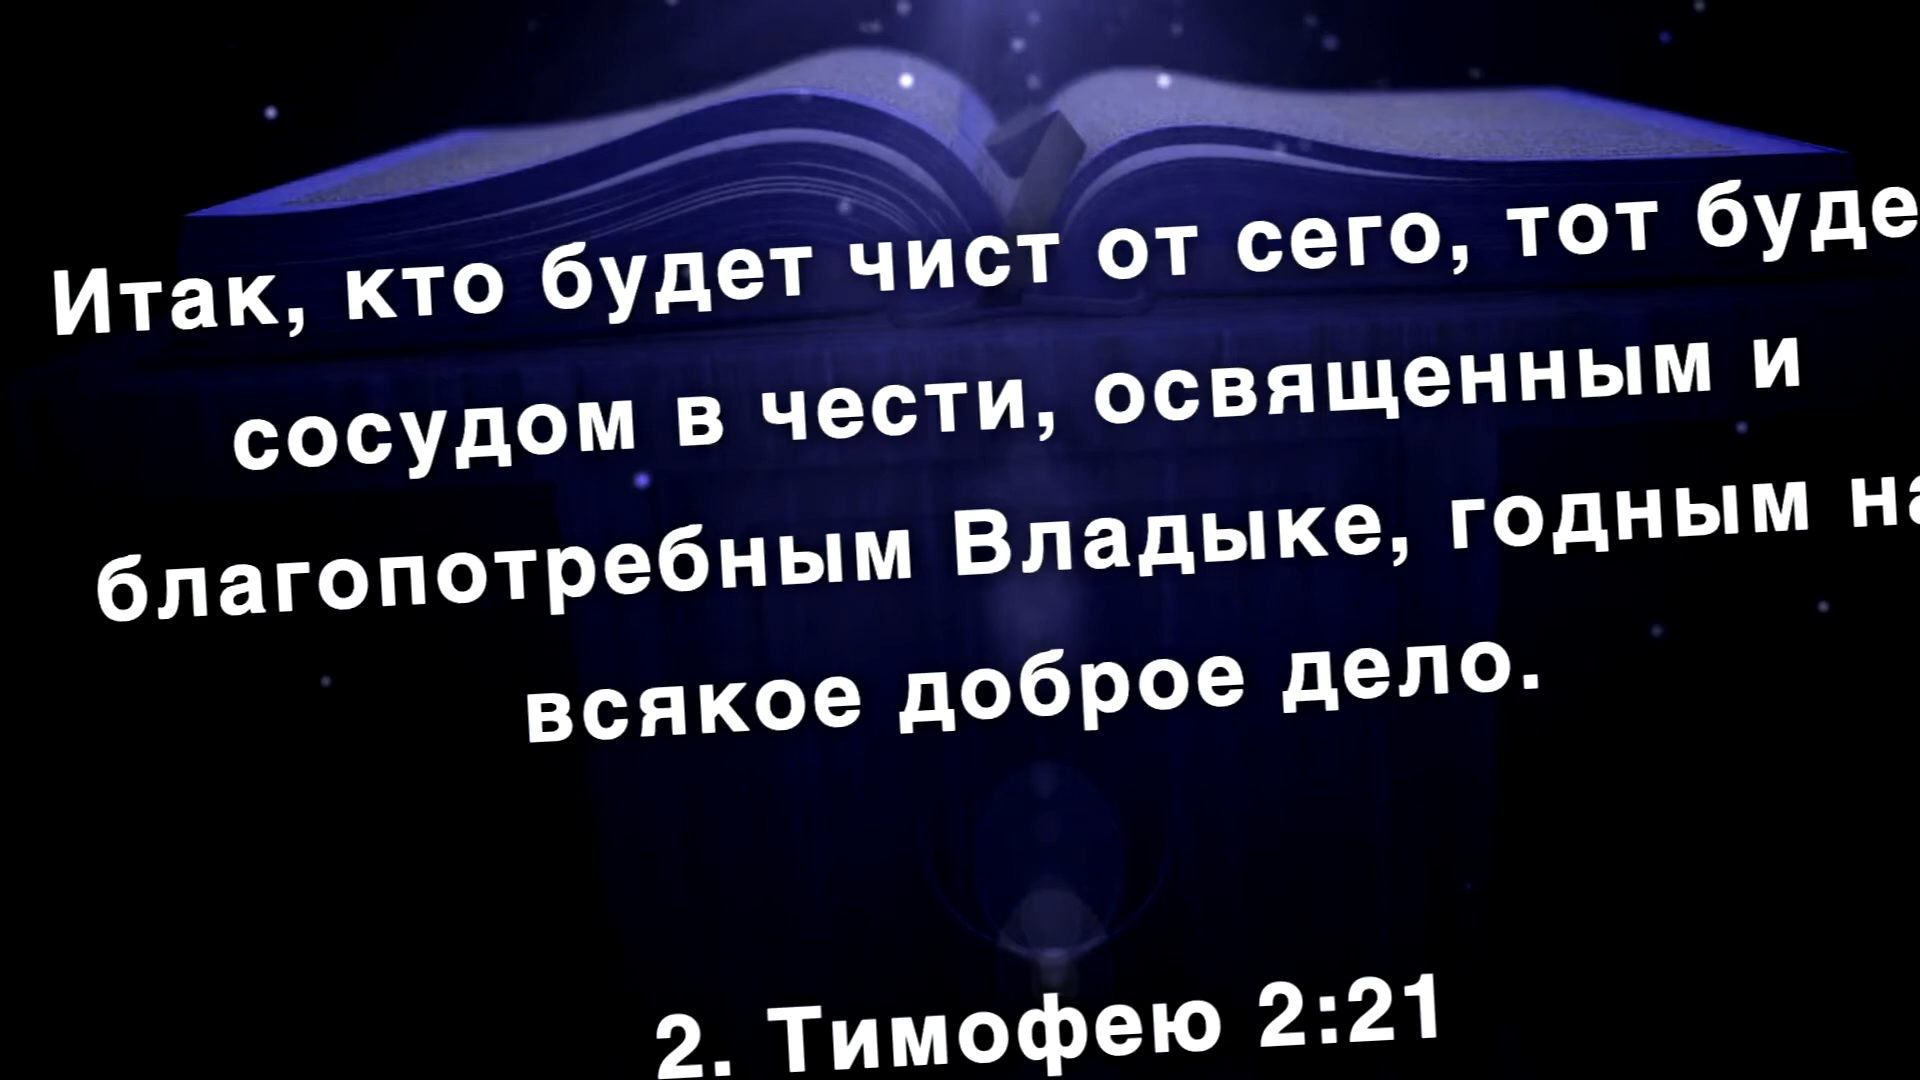 Итак, кто будет чист от сего, тот буде
сосудом в чести, освященным и
благопотребным Владыке, годным на
всякое доброе дело.
2. Тимофею 2:21